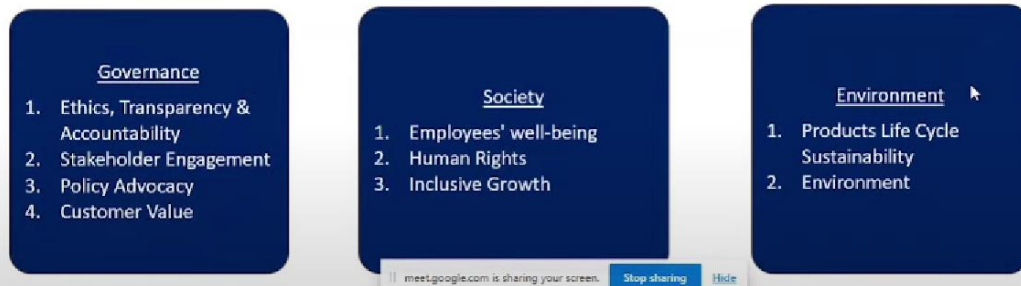 Governance
1. Ethics, Transparency &
Accountability
2. Stakeholder Engagement
3. Policy Advocacy
4. Customer Value
Society
1. Employees' well-being
2. Human Rights
3. Inclusive Growth
Environment
1. Products Life Cycle
Sustainability
2. Environment
meet.google.com is sharing your screen. Stop sharing Hide